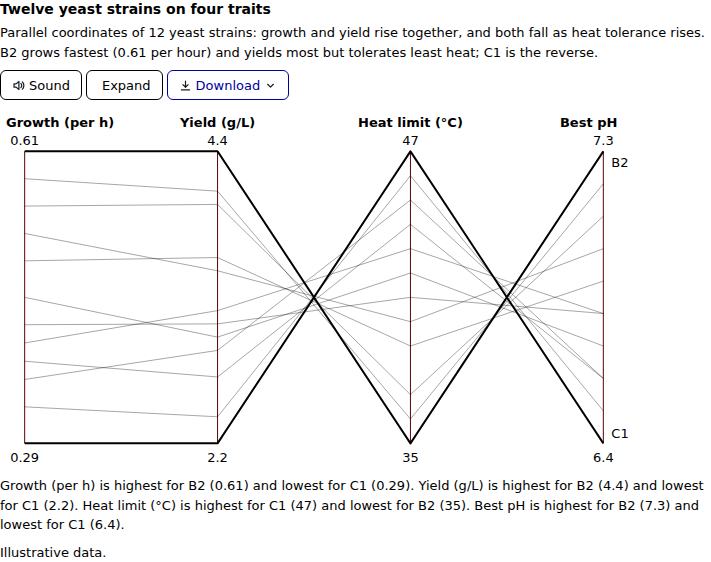 Twelve yeast strains on four traits
Parallel coordinates of 12 yeast strains: growth and yield rise together, and both fall as heat tolerance rises.
B2 grows fastest (0.61 per hour) and yields most but tolerates least heat; C1 is the reverse.
Sound Expand Download
Growth (per h) Yield (g/L) Heat limit (°C) Best pH
0.61 4.4 47 7.3
B2
C1
0.29 2.2 35 6.4
Growth (per h) is highest for B2 (0.61) and lowest for C1 (0.29). Yield (g/L) is highest for B2 (4.4) and lowest
for C1 (2.2). Heat limit (°C) is highest for C1 (47) and lowest for B2 (35). Best pH is highest for B2 (7.3) and
lowest for C1 (6.4).
Illustrative data.